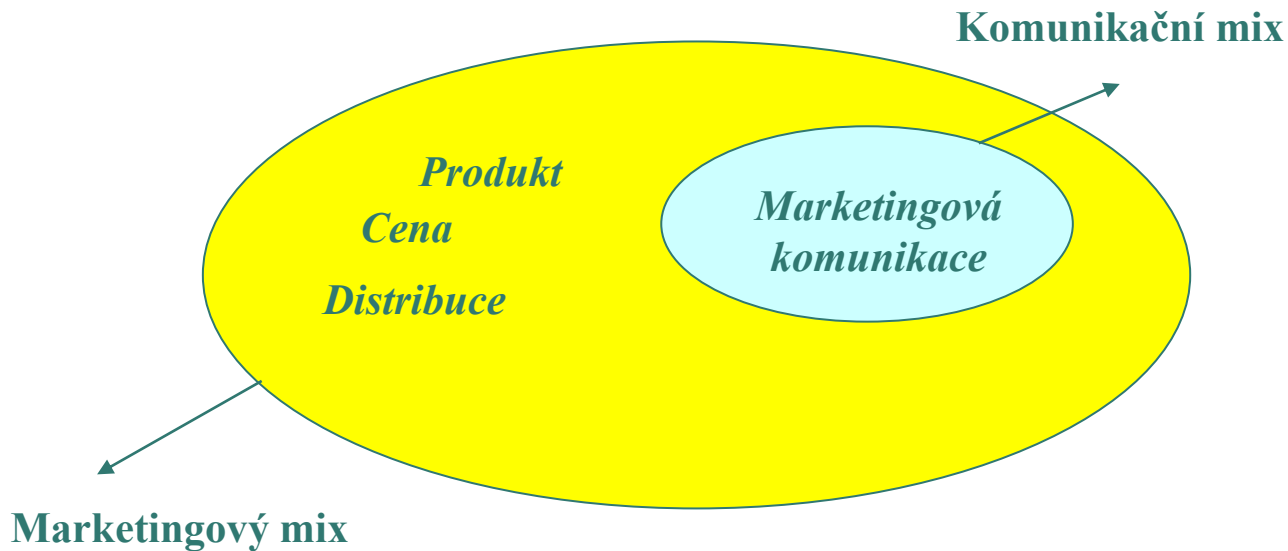 Komunikační mix
Produkt
Cena
Distribuce
Marketingová
komunikace
Marketingový mix